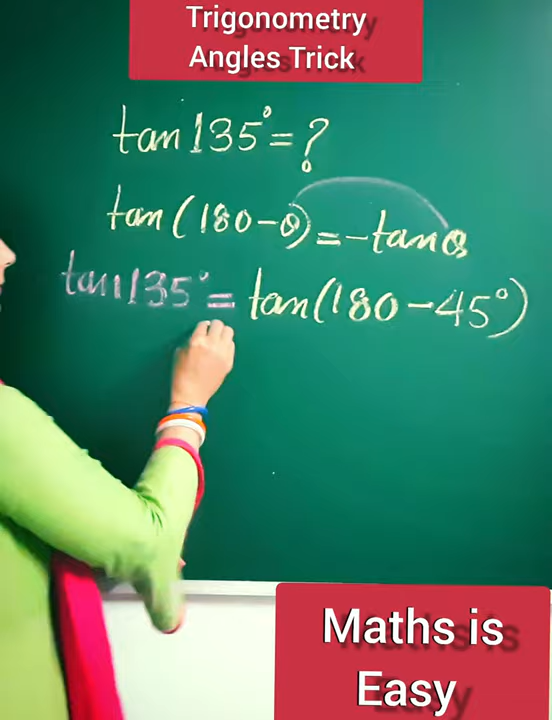 Trigonometry
Angles Trick
tan 135° = ?
tan (180 - θ) = - tan θ
tan 135° = tan (180 - 45°)
Maths is
Easy